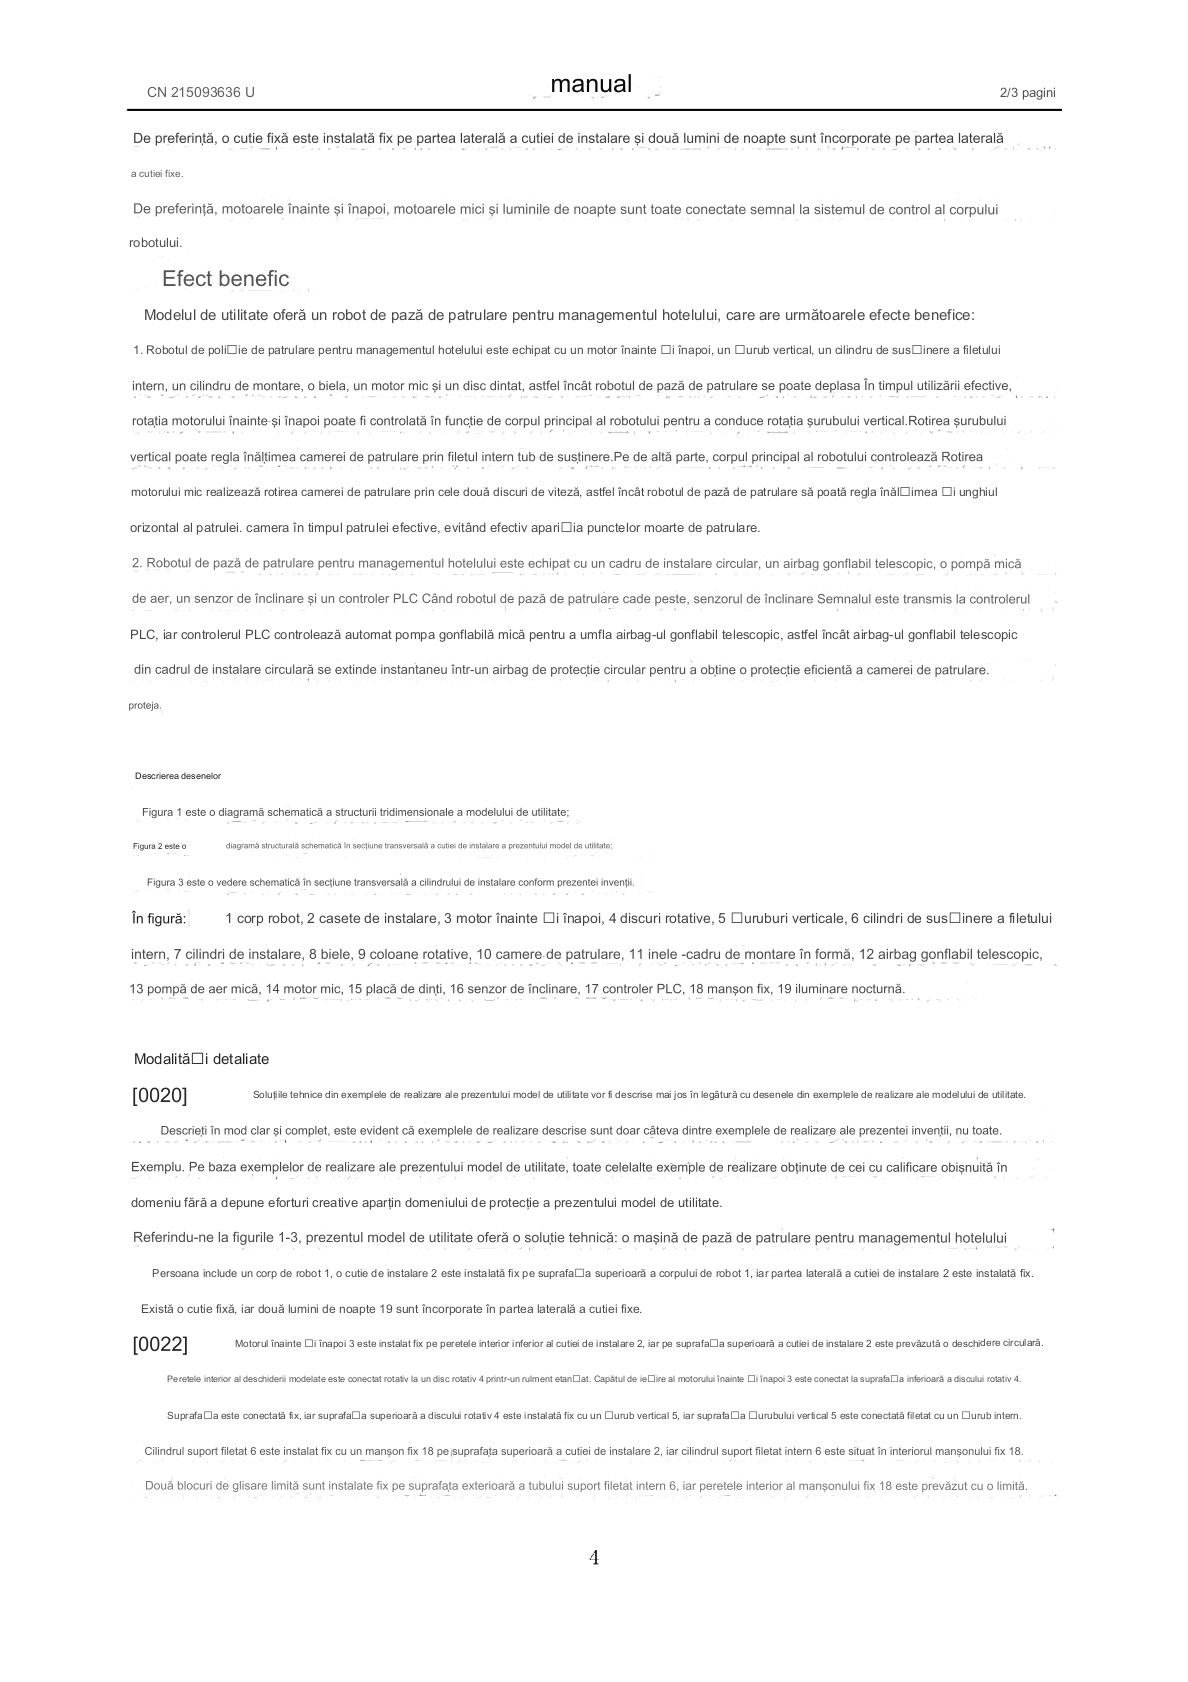 CN 215093636 U
manual
2/3 pagini
De preferință, o cutie fixă este instalată fix pe partea laterală a cutiei de instalare și două lumini de noapte sunt încorporate pe partea laterală
a cutiei fixe.
De preferință, motoarele înainte și înapoi, motoarele mici și luminile de noapte sunt toate conectate semnal la sistemul de control al corpului
robotului.
Efect benefic
Modelul de utilitate oferă un robot de pază de patrulare pentru managementul hotelului, care are următoarele efecte benefice:
1. Robotul de poli□ie de patrulare pentru managementul hotelului este echipat cu un motor înainte □i înapoi, un □urub vertical, un cilindru de sus□inere a filetului
intern, un cilindru de montare, o biela, un motor mic și un disc dintat, astfel încât robotul de pază de patrulare se poate deplasa În timpul utilizării efective,
rotația motorului înainte și înapoi poate fi controlată în funcție de corpul principal al robotului pentru a conduce rotația șurubului vertical.Rotirea șurubului
vertical poate regla înălțimea camerei de patrulare prin filetul intern tub de susținere.Pe de altă parte, corpul principal al robotului controlează Rotirea
motorului mic realizează rotirea camerei de patrulare prin cele două discuri de viteză, astfel încât robotul de pază de patrulare să poată regla înăl□imea □i unghiul
orizontal al patrulei. camera în timpul patrulei efective, evitând efectiv apari□ia punctelor moarte de patrulare.
2. Robotul de pază de patrulare pentru managementul hotelului este echipat cu un cadru de instalare circular, un airbag gonflabil telescopic, o pompă mică
de aer, un senzor de înclinare și un controler PLC Când robotul de pază de patrulare cade peste, senzorul de înclinare Semnalul este transmis la controlerul
PLC, iar controlerul PLC controlează automat pompa gonflabilă mică pentru a umfla airbag-ul gonflabil telescopic, astfel încât airbag-ul gonflabil telescopic
din cadrul de instalare circulară se extinde instantaneu într-un airbag de protecție circular pentru a obține o protecție eficientă a camerei de patrulare.
proteja.
Descrierea desenelor
Figura 1 este o diagramă schematică a structurii tridimensionale a modelului de utilitate;
Figura 2 este o diagramă structurală schematică în secțiune transversală a cutiei de instalare a prezentului model de utilitate;
Figura 3 este o vedere schematică în secțiune transversală a cilindrului de instalare conform prezentei invenții.
În figură: 1 corp robot, 2 casete de instalare, 3 motor înainte □i înapoi, 4 discuri rotative, 5 □uruburi verticale, 6 cilindri de sus□inere a filetului
intern, 7 cilindri de instalare, 8 biele, 9 coloane rotative, 10 camere de patrulare, 11 inele -cadru de montare în formă, 12 airbag gonflabil telescopic,
13 pompă de aer mică, 14 motor mic, 15 placă de dinți, 16 senzor de înclinare, 17 controler PLC, 18 manșon fix, 19 iluminare nocturnă.
Modalită□i detaliate
[0020] Soluțiile tehnice din exemplele de realizare ale prezentului model de utilitate vor fi descrise mai jos în legătură cu desenele din exemplele de realizare ale modelului de utilitate.
Descrieți în mod clar și complet, este evident că exemplele de realizare descrise sunt doar câteva dintre exemplele de realizare ale prezentei invenții, nu toate.
Exemplu. Pe baza exemplelor de realizare ale prezentului model de utilitate, toate celelalte exemple de realizare obținute de cei cu calificare obișnuită în
domeniu fără a depune eforturi creative aparțin domeniului de protecție a prezentului model de utilitate.
Referindu-ne la figurile 1-3, prezentul model de utilitate oferă o soluție tehnică: o mașină de pază de patrulare pentru managementul hotelului
Persoana include un corp de robot 1, o cutie de instalare 2 este instalată fix pe suprafa□a superioară a corpului de robot 1, iar partea laterală a cutiei de instalare 2 este instalată fix.
Există o cutie fixă, iar două lumini de noapte 19 sunt încorporate în partea laterală a cutiei fixe.
[0022] Motorul înainte □i înapoi 3 este instalat fix pe peretele interior inferior al cutiei de instalare 2, iar pe suprafa□a superioară a cutiei de instalare 2 este prevăzută o deschidere circulară.
Peretele interior al deschiderii modelate este conectat rotativ la un disc rotativ 4 printr-un rulment etan□at. Capătul de ie□ire al motorului înainte □i înapoi 3 este conectat la suprafa□a inferioară a discului rotativ 4.
Suprafa□a este conectată fix, iar suprafa□a superioară a discului rotativ 4 este instalată fix cu un □urub vertical 5, iar suprafa□a □urubului vertical 5 este conectată filetat cu un □urub intern.
Cilindrul suport filetat 6 este instalat fix cu un manșon fix 18 pe suprafața superioară a cutiei de instalare 2, iar cilindrul suport filetat intern 6 este situat în interiorul manșonului fix 18.
Două blocuri de glisare limită sunt instalate fix pe suprafața exterioară a tubului suport filetat intern 6, iar peretele interior al manșonului fix 18 este prevăzut cu o limită.
4